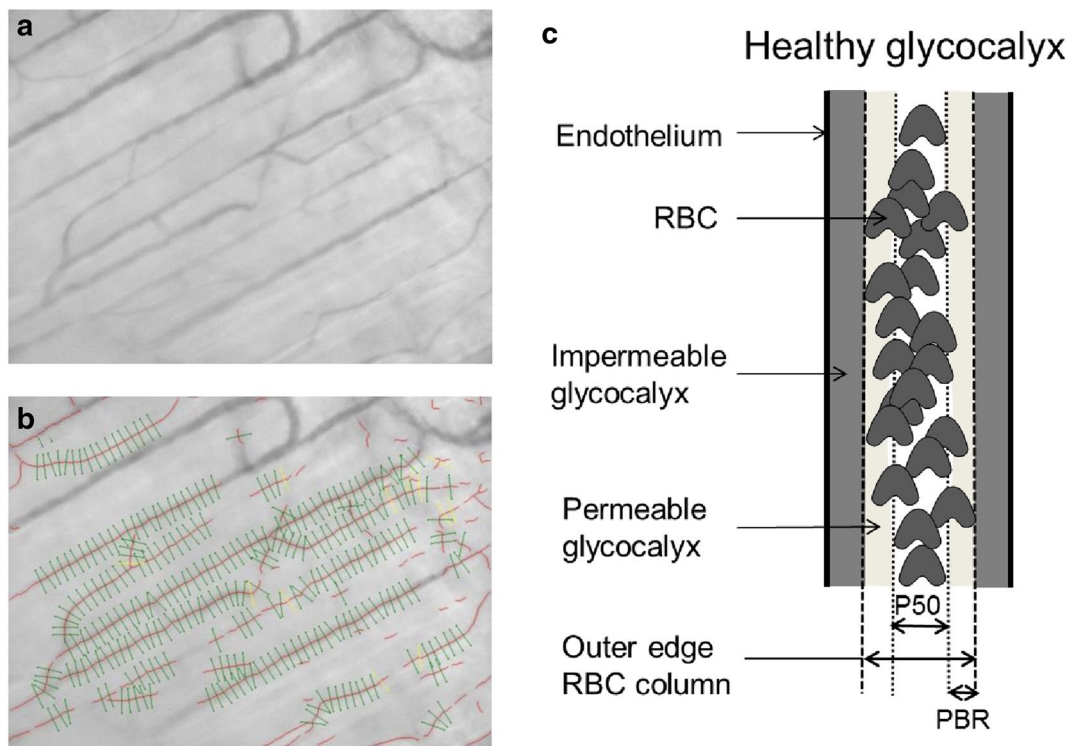 a
b
c
Healthy glycocalyx
Endothelium
RBC
Impermeable
glycocalyx
Permeable
glycocalyx
P50
Outer edge
RBC column
PBR